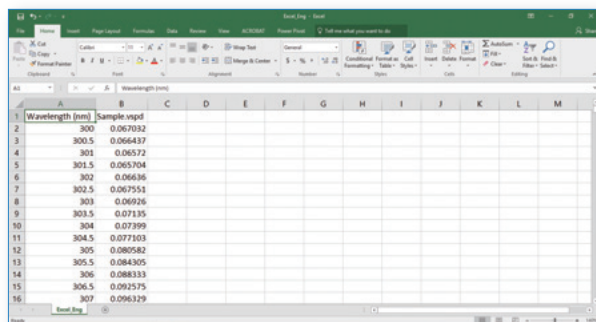 Excel_Eng - Excel
File Home Insert Page Layout Formulas Data Review View ACROBAT Power Pivot Tell me what you want to do
Cut
Copy
Format Painter
Paste
Clipboard
Calibri
B I U
Font
Wrap Text
Merge & Center
Alignment
General
$ %
Number
Conditional Formatting
Format as Table
Cell Styles
Styles
Insert Delete Format
Cells
AutoSum
Fill
Clear
Sort & Filter
Find & Select
Editing
A1 fx Wavelength (nm)
A B C D E F G H I J K L M
1 Wavelength (nm) Sample.vspd
2 300 0.067032
3 300.5 0.066437
4 301 0.06572
5 301.5 0.065704
6 302 0.06636
7 302.5 0.067551
8 303 0.06926
9 303.5 0.07135
10 304 0.07399
11 304.5 0.077103
12 305 0.080582
13 305.5 0.084305
14 306 0.088333
15 306.5 0.092575
16 307 0.096329
Excel_Eng
Ready